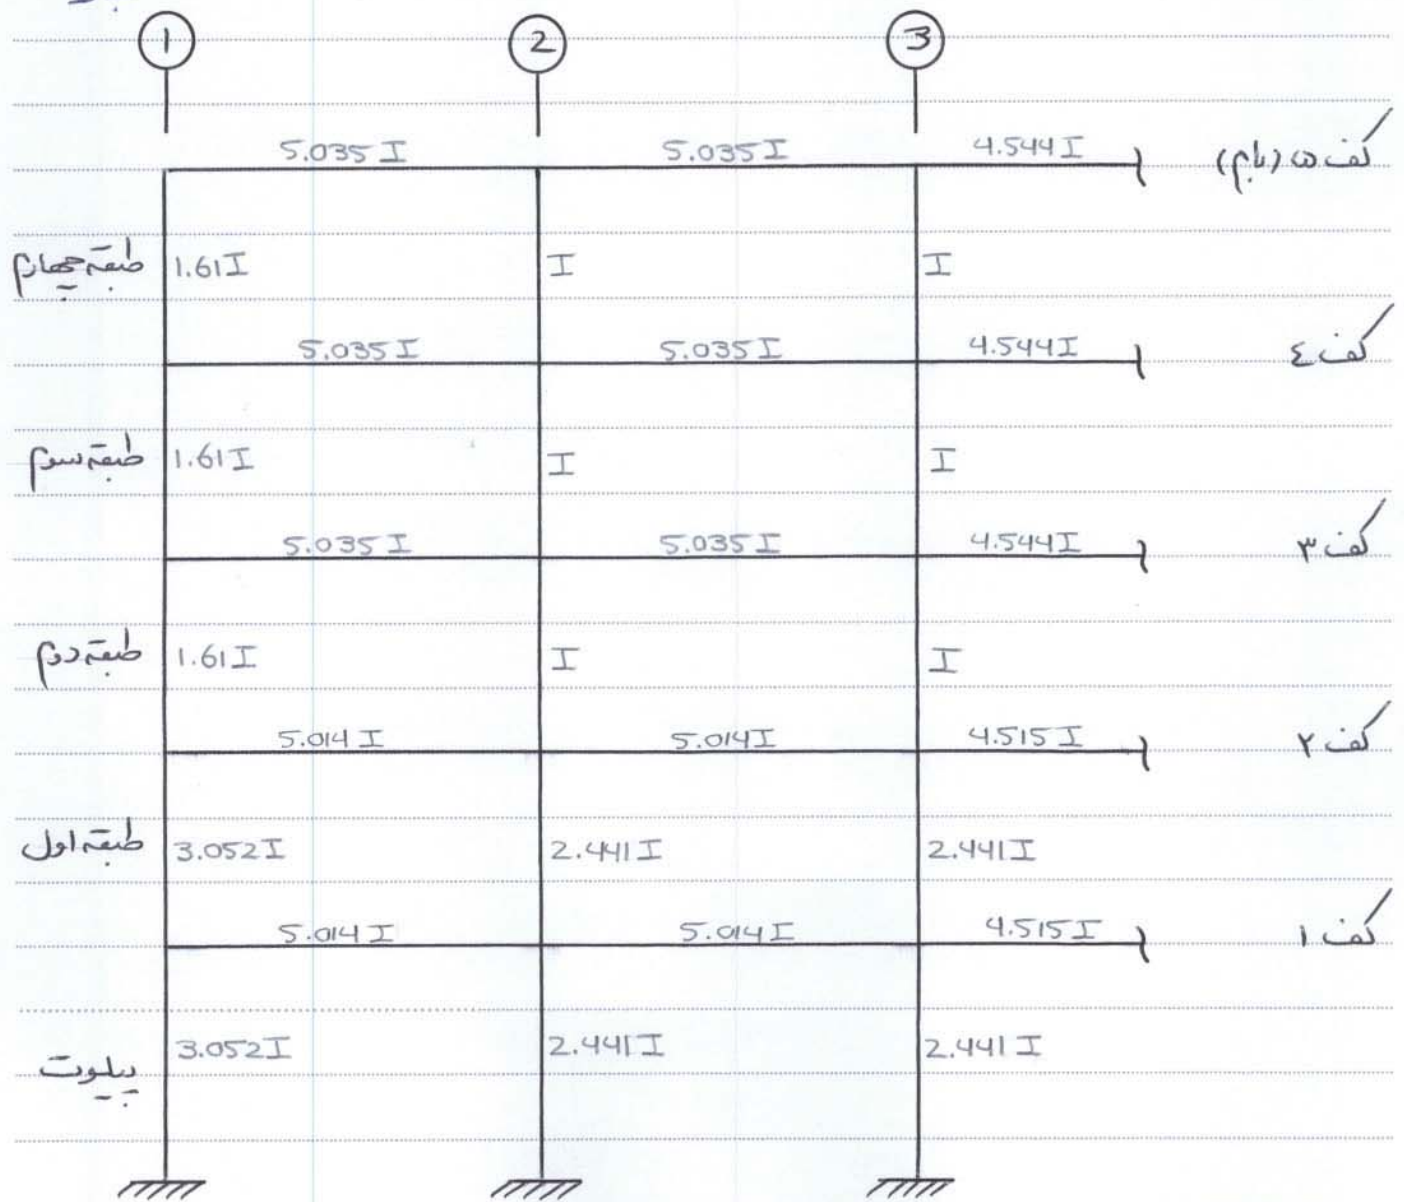 1 2 3
5.035 I 5.035 I 4.544 I کف ۵ (بام)
طبقه چهارم 1.61 I I I
5.035 I 5.035 I 4.544 I کف ٤
طبقه سوم 1.61 I I I
5.035 I 5.035 I 4.544 I کف ۳
طبقه دوم 1.61 I I I
5.014 I 5.014 I 4.515 I کف ۲
طبقه اول 3.052 I 2.441 I 2.441 I
5.014 I 5.014 I 4.515 I کف ۱
پیلوت 3.052 I 2.441 I 2.441 I